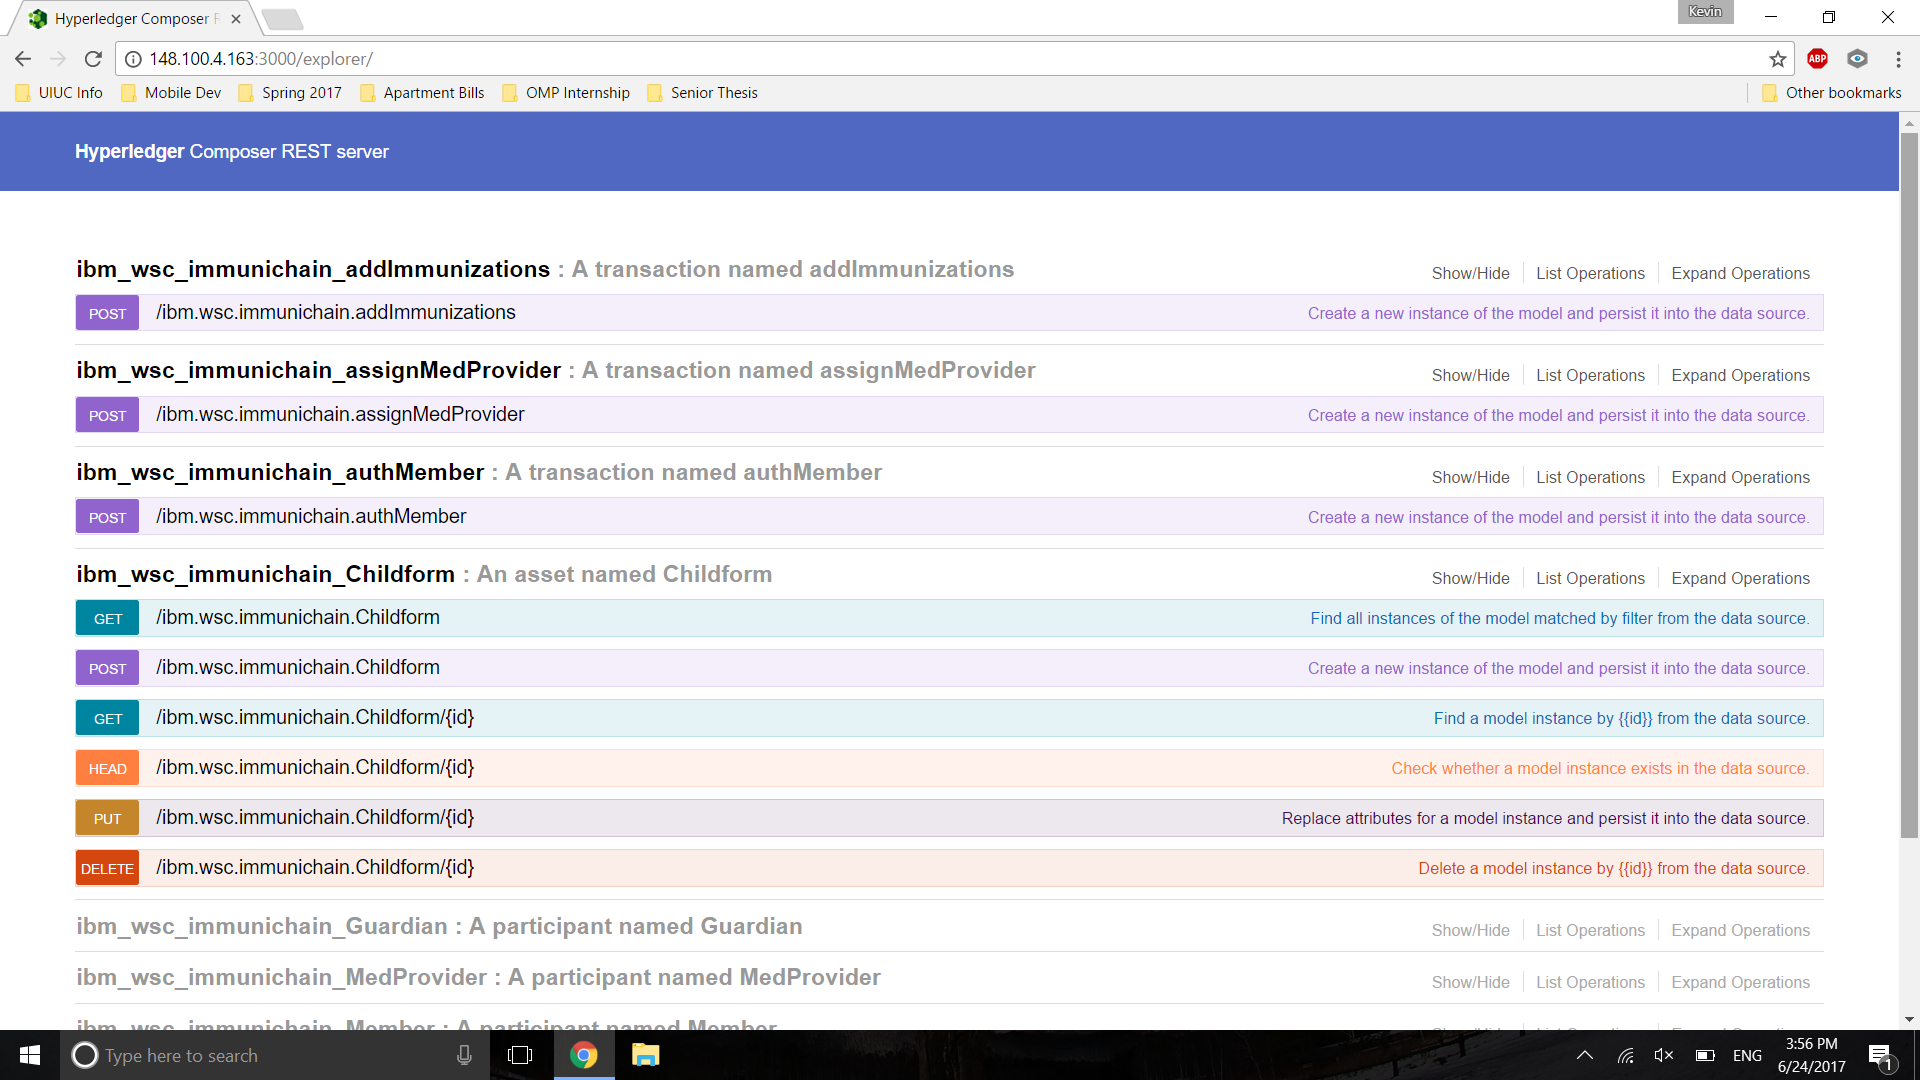 Hyperledger Composer R
Kevin
148.100.4.163:3000/explorer/
ABP
UIUC Info
Mobile Dev
Spring 2017
Apartment Bills
OMP Internship
Senior Thesis
Other bookmarks
Hyperledger Composer REST server
ibm_wsc_immunichain_addImmunizations : A transaction named addImmunizations
Show/Hide
List Operations
Expand Operations
POST
/ibm.wsc.immunichain.addImmunizations
Create a new instance of the model and persist it into the data source.
ibm_wsc_immunichain_assignMedProvider : A transaction named assignMedProvider
Show/Hide
List Operations
Expand Operations
POST
/ibm.wsc.immunichain.assignMedProvider
Create a new instance of the model and persist it into the data source.
ibm_wsc_immunichain_authMember : A transaction named authMember
Show/Hide
List Operations
Expand Operations
POST
/ibm.wsc.immunichain.authMember
Create a new instance of the model and persist it into the data source.
ibm_wsc_immunichain_Childform : An asset named Childform
Show/Hide
List Operations
Expand Operations
GET
/ibm.wsc.immunichain.Childform
Find all instances of the model matched by filter from the data source.
POST
/ibm.wsc.immunichain.Childform
Create a new instance of the model and persist it into the data source.
GET
/ibm.wsc.immunichain.Childform/{id}
Find a model instance by {{id}} from the data source.
HEAD
/ibm.wsc.immunichain.Childform/{id}
Check whether a model instance exists in the data source.
PUT
/ibm.wsc.immunichain.Childform/{id}
Replace attributes for a model instance and persist it into the data source.
DELETE
/ibm.wsc.immunichain.Childform/{id}
Delete a model instance by {{id}} from the data source.
ibm_wsc_immunichain_Guardian : A participant named Guardian
Show/Hide
List Operations
Expand Operations
ibm_wsc_immunichain_MedProvider : A participant named MedProvider
Show/Hide
List Operations
Expand Operations
ibm_wsc_immunichain_Member : A participant named Member
Show/Hide
List Operations
Expand Operations
Type here to search
ENG
3:56 PM
6/24/2017
1